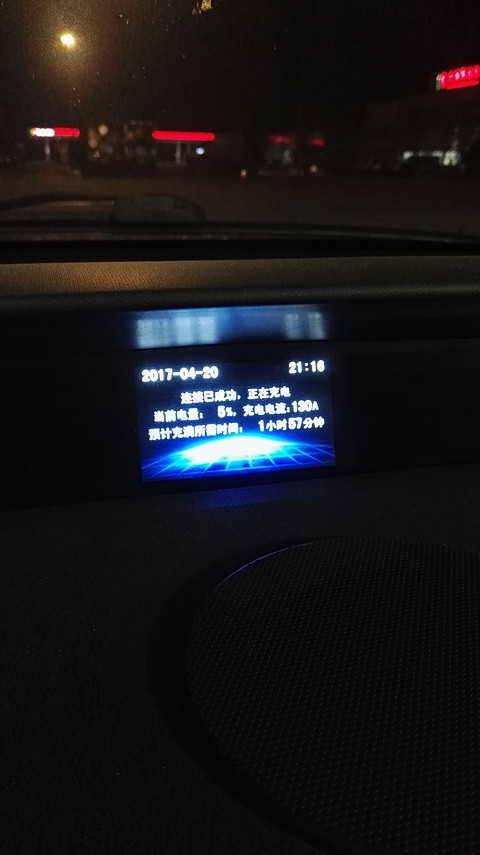 2017-04-20 21:16
连接已成功，正在充电
当前电量： 5%，充电电流：130A
预计充满所需时间： 1小时57分钟